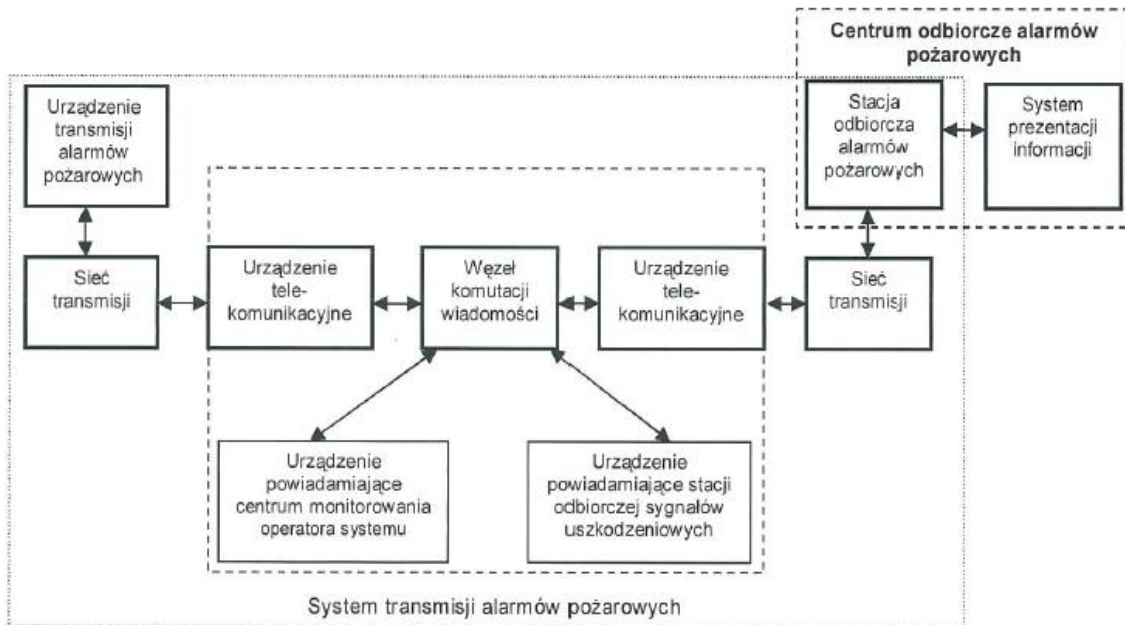 Centrum odbiorcze alarmów
pożarowych
Urządzenie
transmisji
alarmów
pożarowych
Stacja
odbiorcza
alarmów
pożarowych
System
prezentacji
informacji
Sieć
transmisji
Urządzenie
tele-
komunikacyjne
Węzeł
komutacji
wiadomości
Urządzenie
tele-
komunikacyjne
Sieć
transmisji
Urządzenie
powiadamiające
centrum monitorowania
operatora systemu
Urządzenie
powiadamiające stacji
odbiorczej sygnałów
uszkodzeniowych
System transmisji alarmów pożarowych